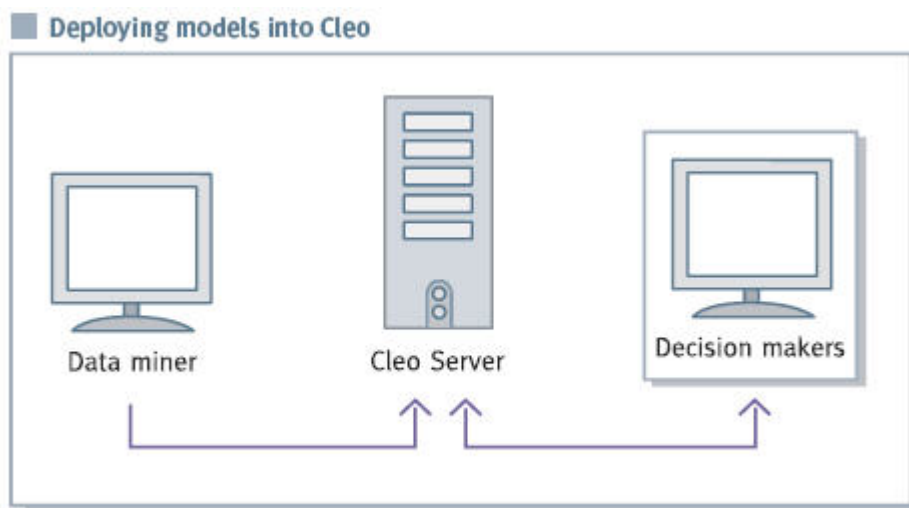 Deploying models into Cleo
Data miner
Cleo Server
Decision makers